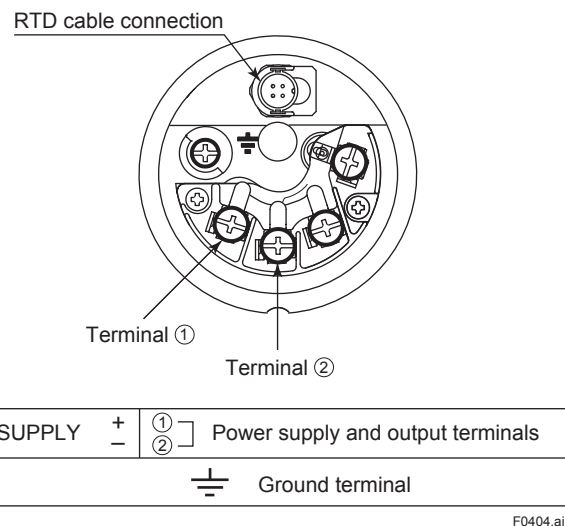 RTD cable connection
Terminal ①
Terminal ②
SUPPLY + ① Power supply and output terminals
− ②
Ground terminal
F0404.ai